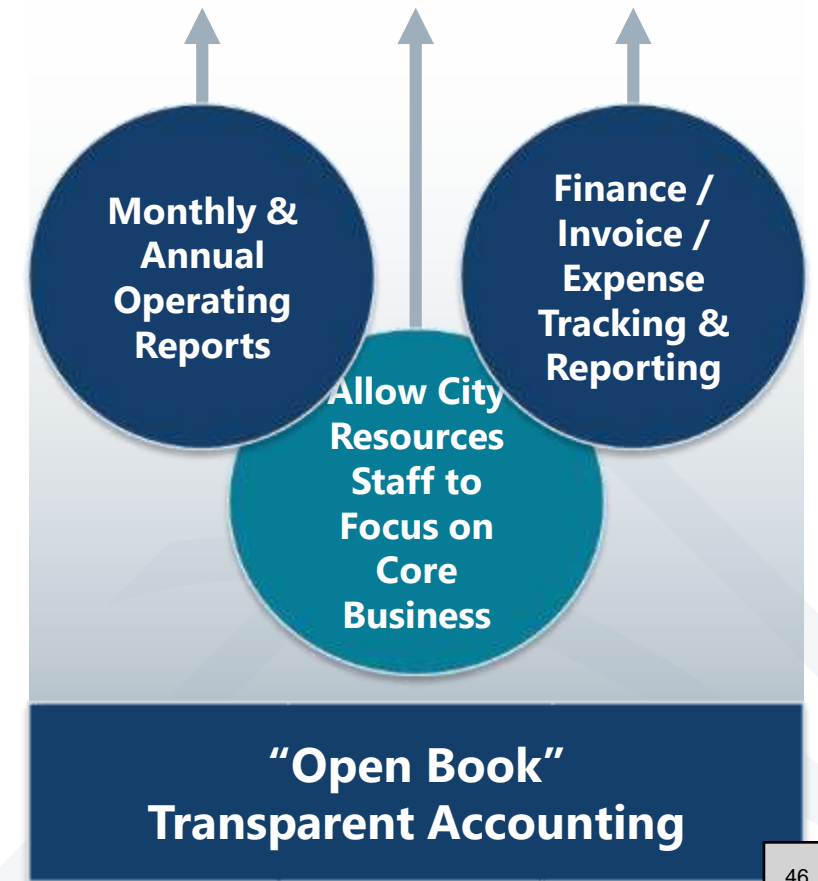 Monthly &
Annual
Operating
Reports
Finance /
Invoice /
Expense
Tracking &
Reporting
Allow City
Resources
Staff to
Focus on
Core
Business
“Open Book”
Transparent Accounting
46